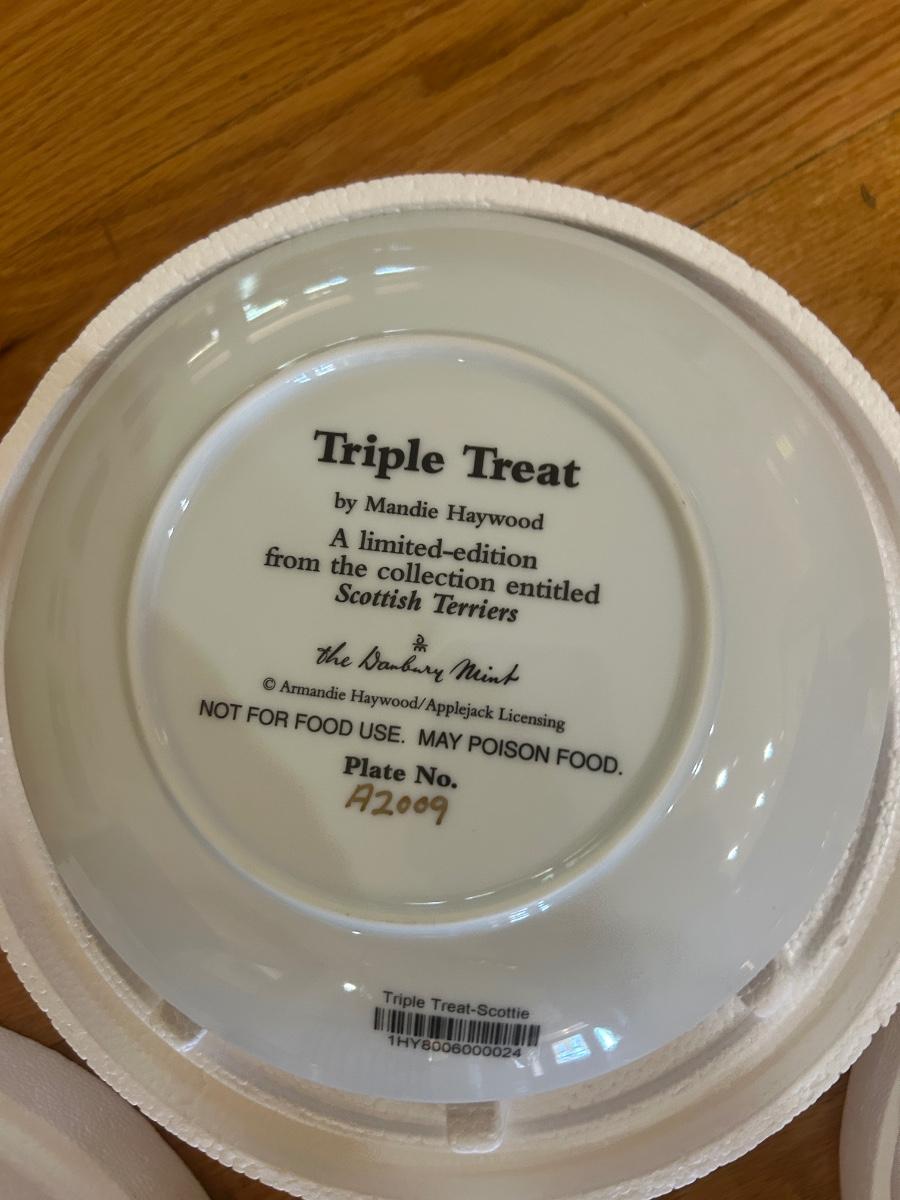 Triple Treat
by Mandie Haywood
A limited-edition
from the collection entitled
Scottish Terriers
the Danbury Mint
© Armandie Haywood/Applejack Licensing
NOT FOR FOOD USE. MAY POISON FOOD.
Plate No.
A2009
Triple Treat-Scottie
1HY8006000024